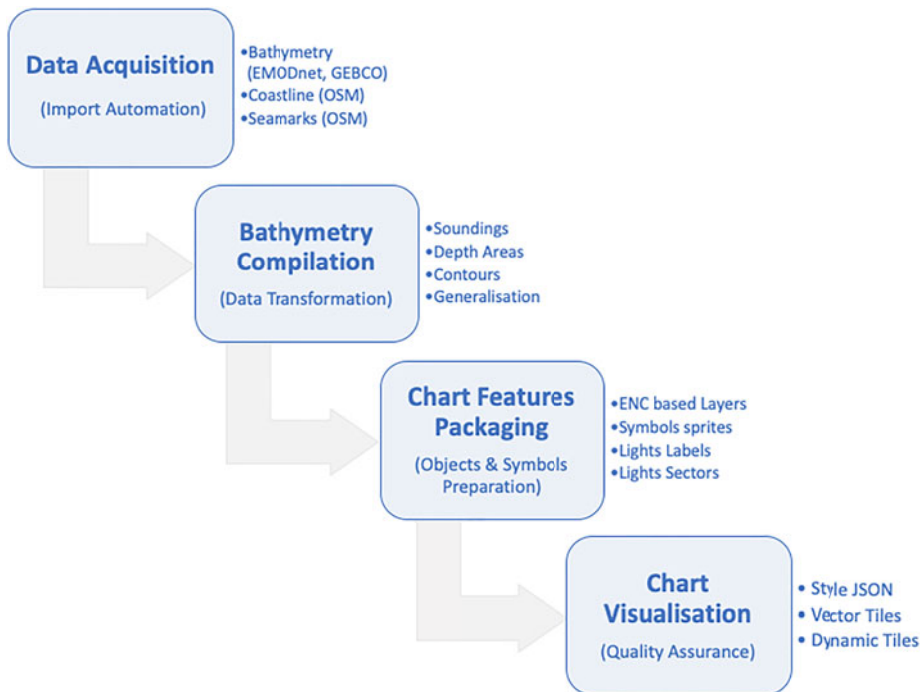 Data Acquisition
(Import Automation)
•Bathymetry
(EMODnet, GEBCO)
•Coastline (OSM)
•Seamarks (OSM)
Bathymetry
Compilation
(Data Transformation)
•Soundings
•Depth Areas
•Contours
•Generalisation
Chart Features
Packaging
(Objects & Symbols
Preparation)
•ENC based Layers
•Symbols sprites
•Lights Labels
•Lights Sectors
Chart
Visualisation
(Quality Assurance)
• Style JSON
• Vector Tiles
• Dynamic Tiles